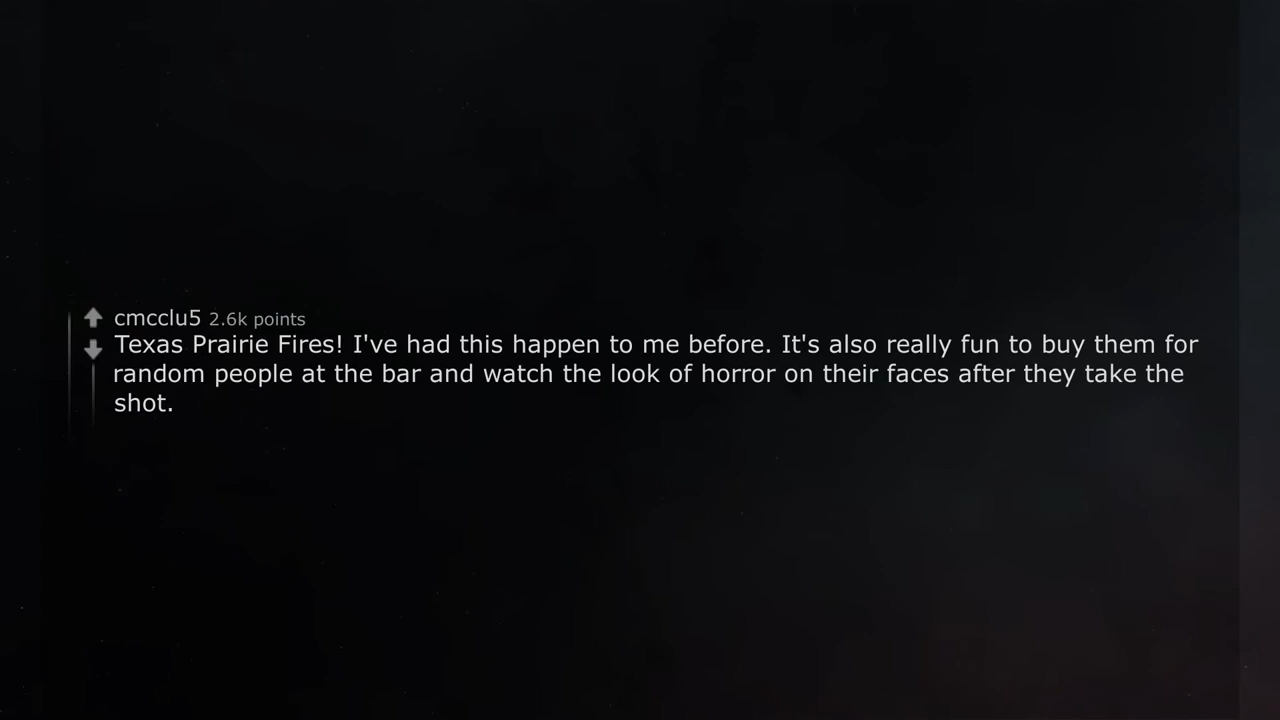 cmcclu5 2.6k points
Texas Prairie Fires! I've had this happen to me before. It's also really fun to buy them for
random people at the bar and watch the look of horror on their faces after they take the
shot.